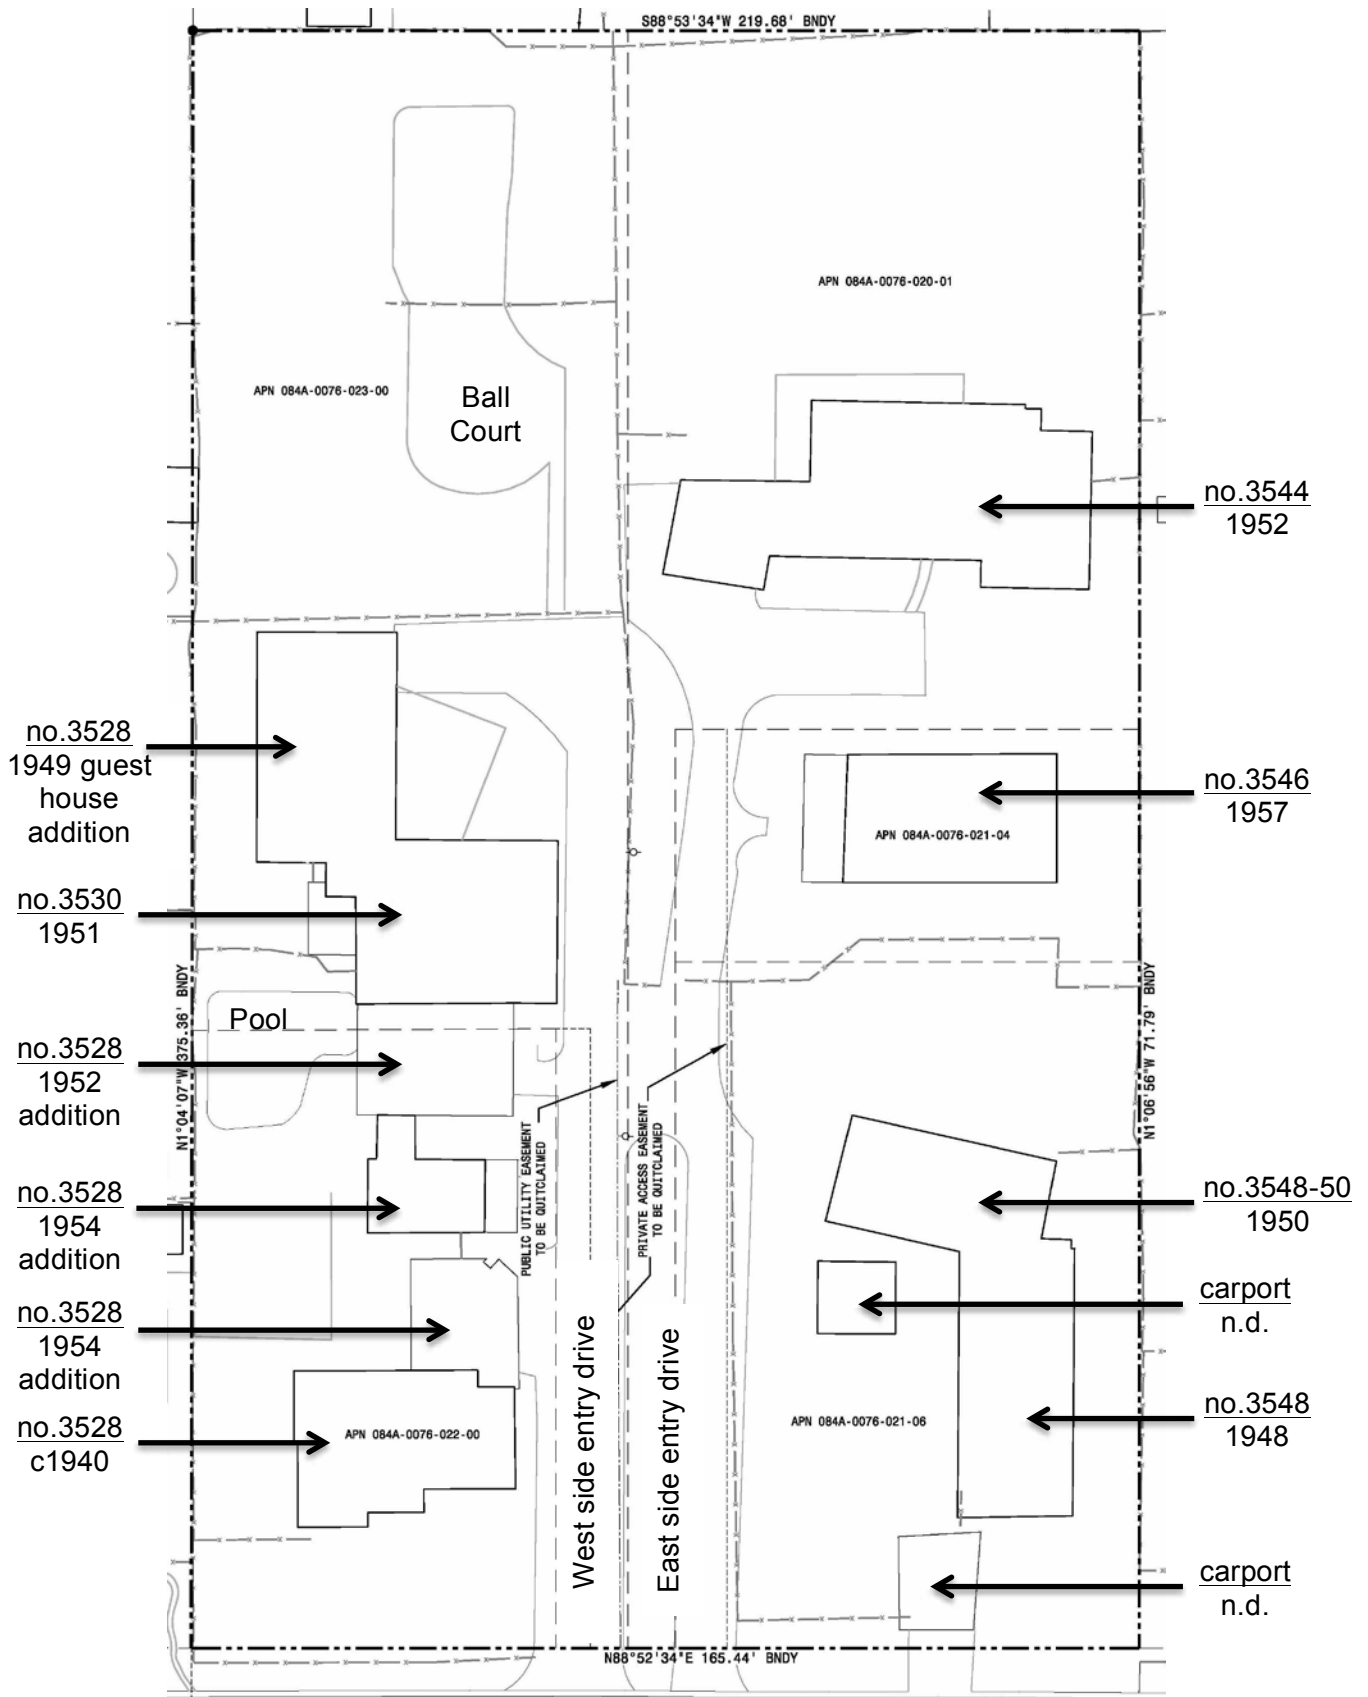 S88°53'34"W 219.68' BNDY
APN 084A-0076-020-01
APN 084A-0076-023-00
Ball
Court
no.3544
1952
no.3528
1949 guest
house
addition
no.3546
1957
APN 084A-0076-021-04
no.3530
1951
N1°04'07"W 375.36' BNDY
Pool
N1°06'56"W 71.79' BNDY
no.3528
1952
addition
PUBLIC UTILITY EASEMENT
TO BE QUITCLAIMED
PRIVATE ACCESS EASEMENT
TO BE QUITCLAIMED
no.3528
1954
addition
no.3548-50
1950
carport
n.d.
no.3528
1954
addition
West side entry drive
East side entry drive
no.3528
c1940
APN 084A-0076-022-00
APN 084A-0076-021-06
no.3548
1948
carport
n.d.
N88°52'34"E 165.44' BNDY